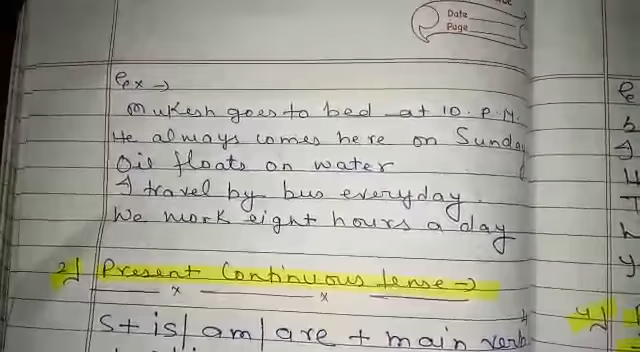 Date
Page
Ex →
Mukesh goes to bed at 10. P.M.
He always comes here on Sunday
Oil floats on water
I travel by bus everyday.
We work eight hours a day
2) Present Continuous tense →
S + is / am / are + main verb